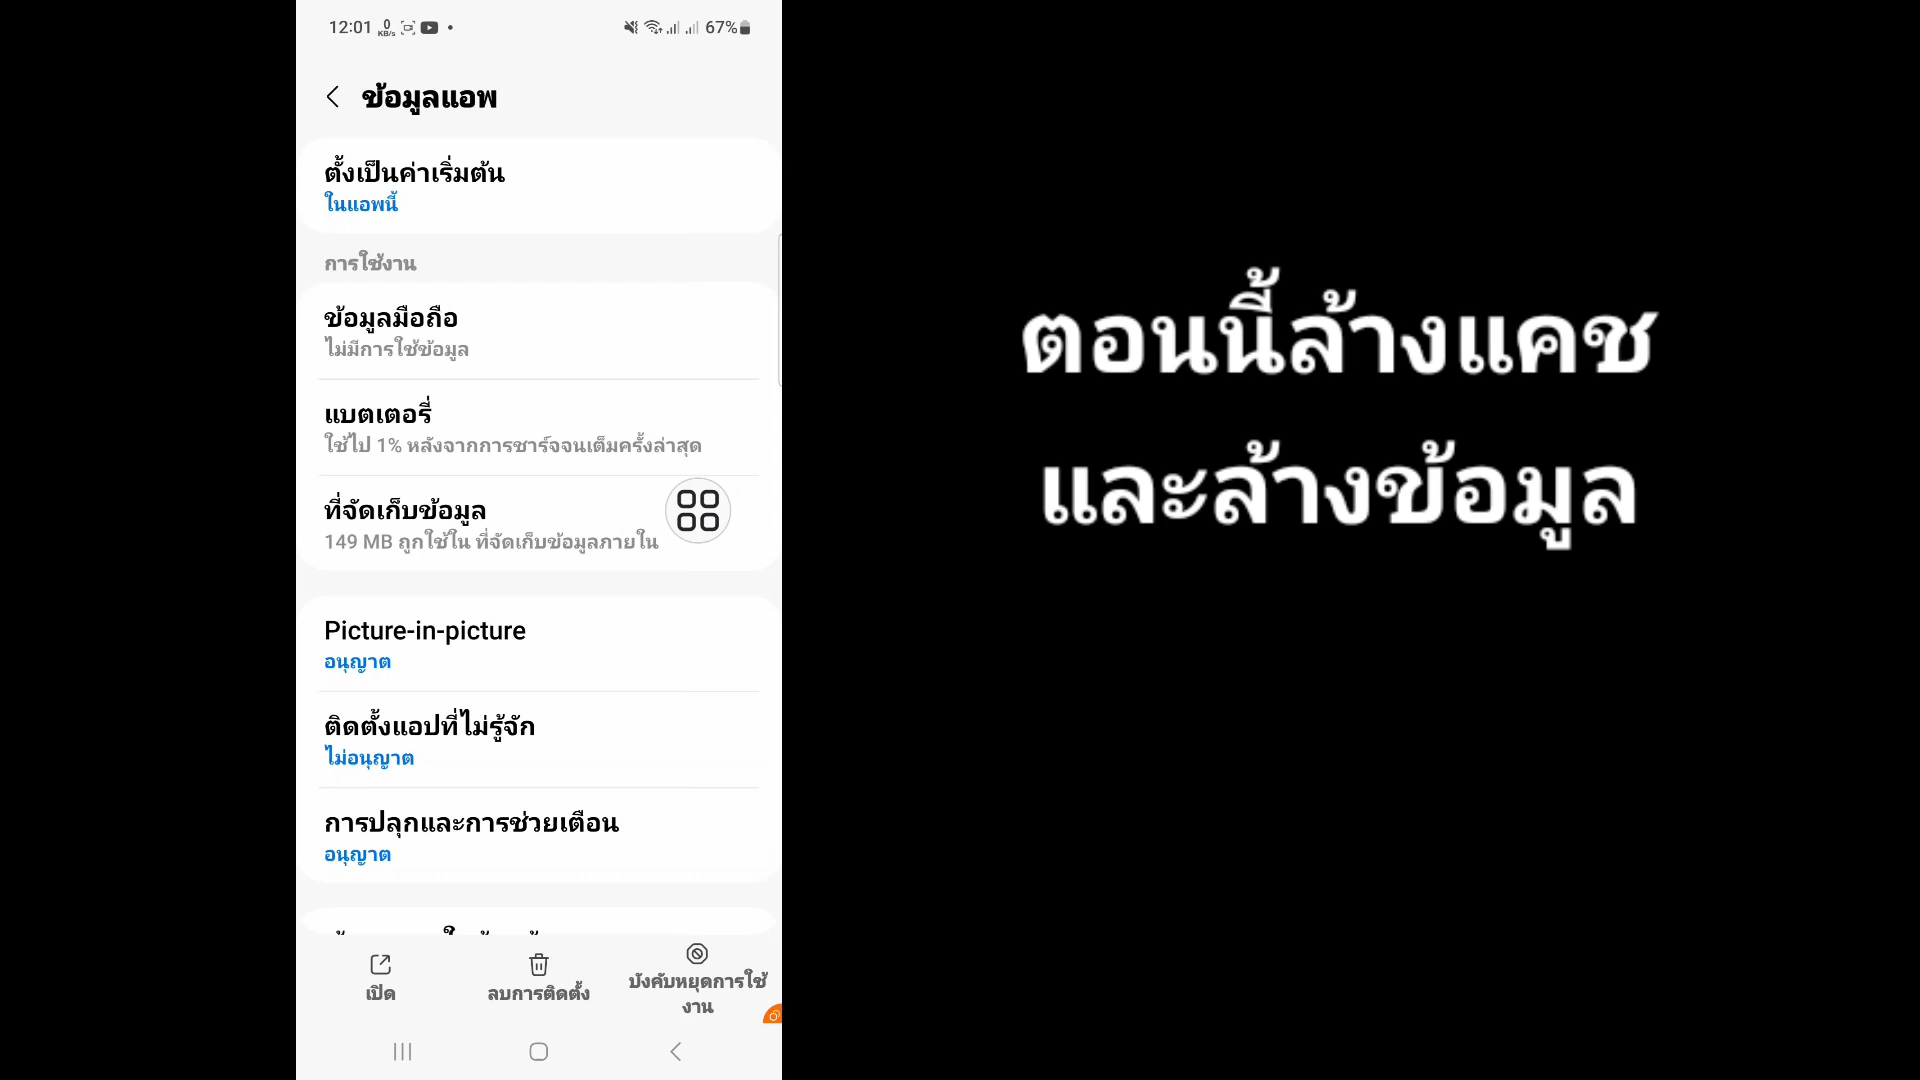 12:01 0 KB/s 67%
ข้อมูลแอพ
ตั้งเป็นค่าเริ่มต้น
ในแอพนี้
การใช้งาน
ข้อมูลมือถือ
ไม่มีการใช้ข้อมูล
แบตเตอรี่
ใช้ไป 1% หลังจากการชาร์จจนเต็มครั้งล่าสุด
ที่จัดเก็บข้อมูล
149 MB ถูกใช้ใน ที่จัดเก็บข้อมูลภายใน
Picture-in-picture
อนุญาต
ติดตั้งแอปที่ไม่รู้จัก
ไม่อนุญาต
การปลุกและการช่วยเตือน
อนุญาต
เปิด
ลบการติดตั้ง
บังคับหยุดการใช้
งาน
ตอนนี้ล้างแคช
และล้างข้อมูล